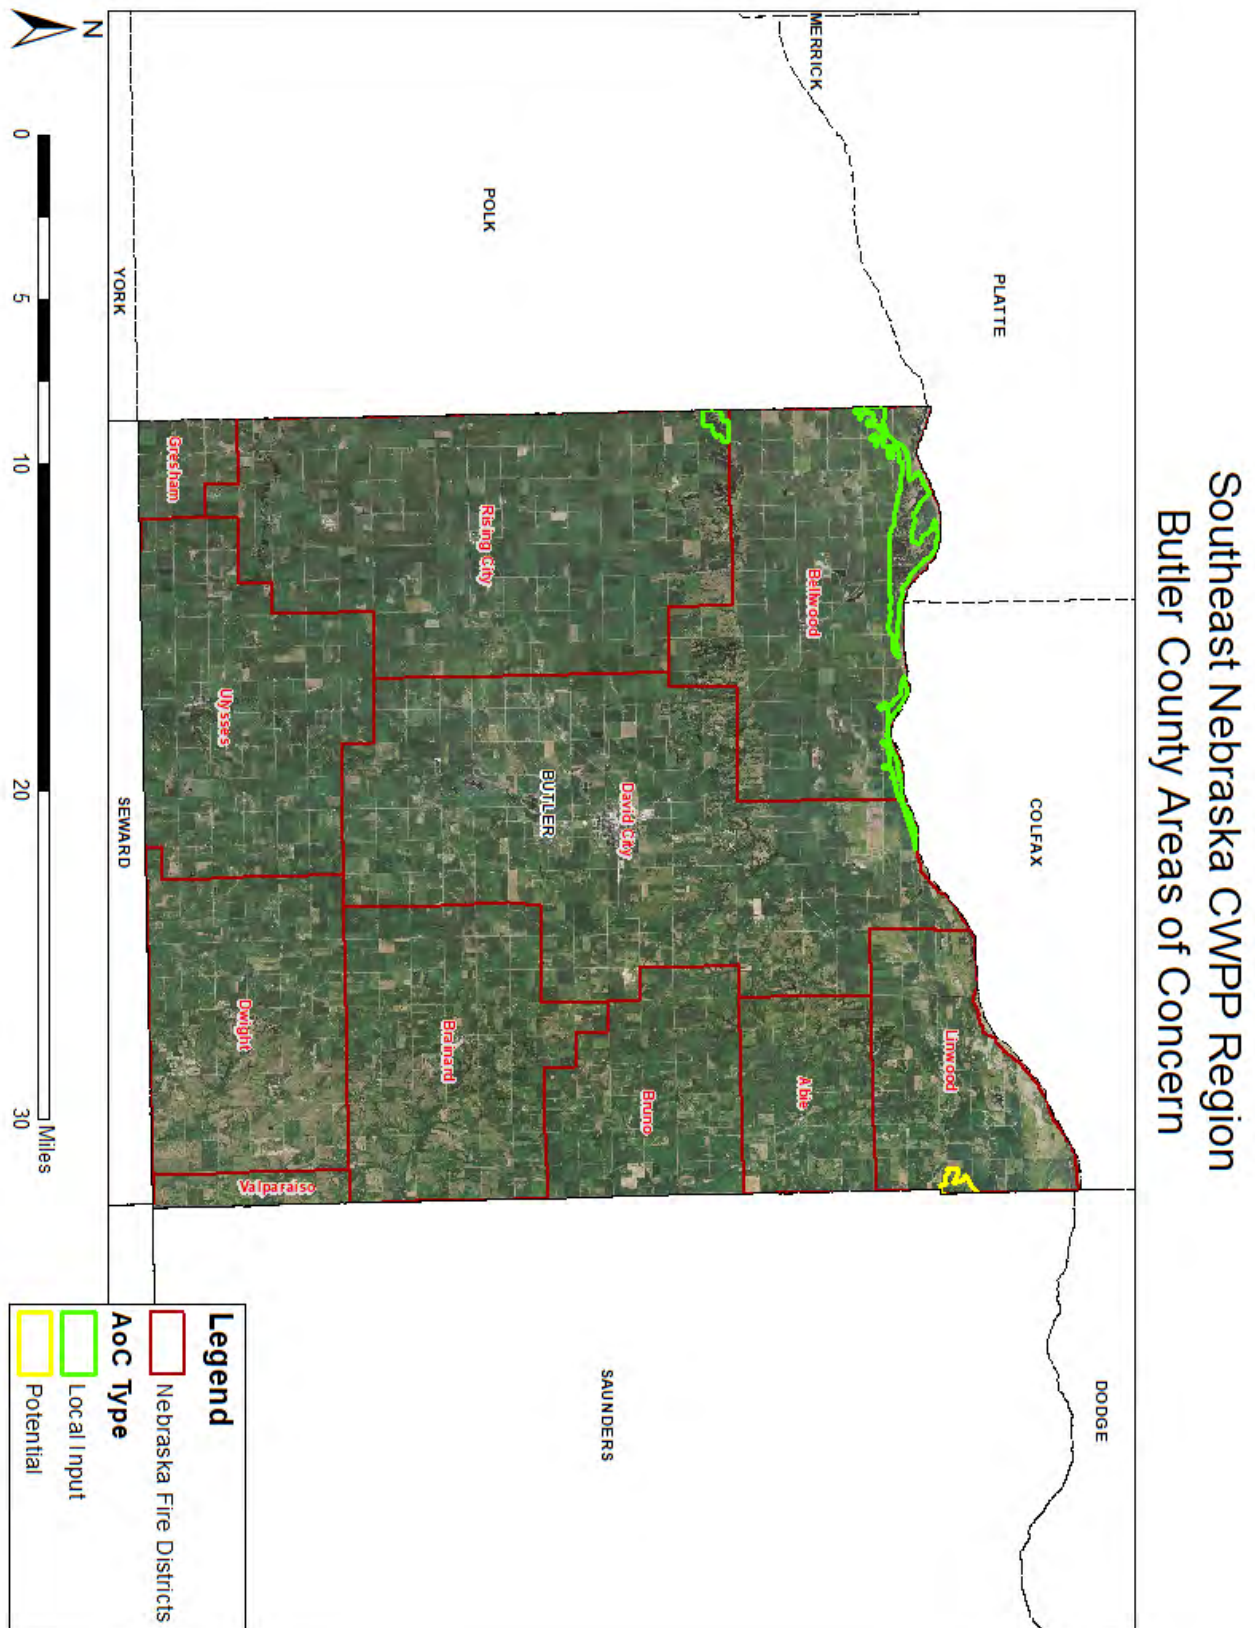 Southeast Nebraska CWPP Region
Butler County Areas of Concern
MERRICK
PLATTE
COLFAX
DODGE
POLK
SAUNDERS
YORK
SEWARD
BUTLER
Bellwood
Linwood
Abie
Rising City
David City
Bruno
Brainard
Gresham
Ulysses
Dwight
Valparaiso
N
0 5 10 20 30
Miles
Legend
Nebraska Fire Districts
AoC Type
Local Input
Potential